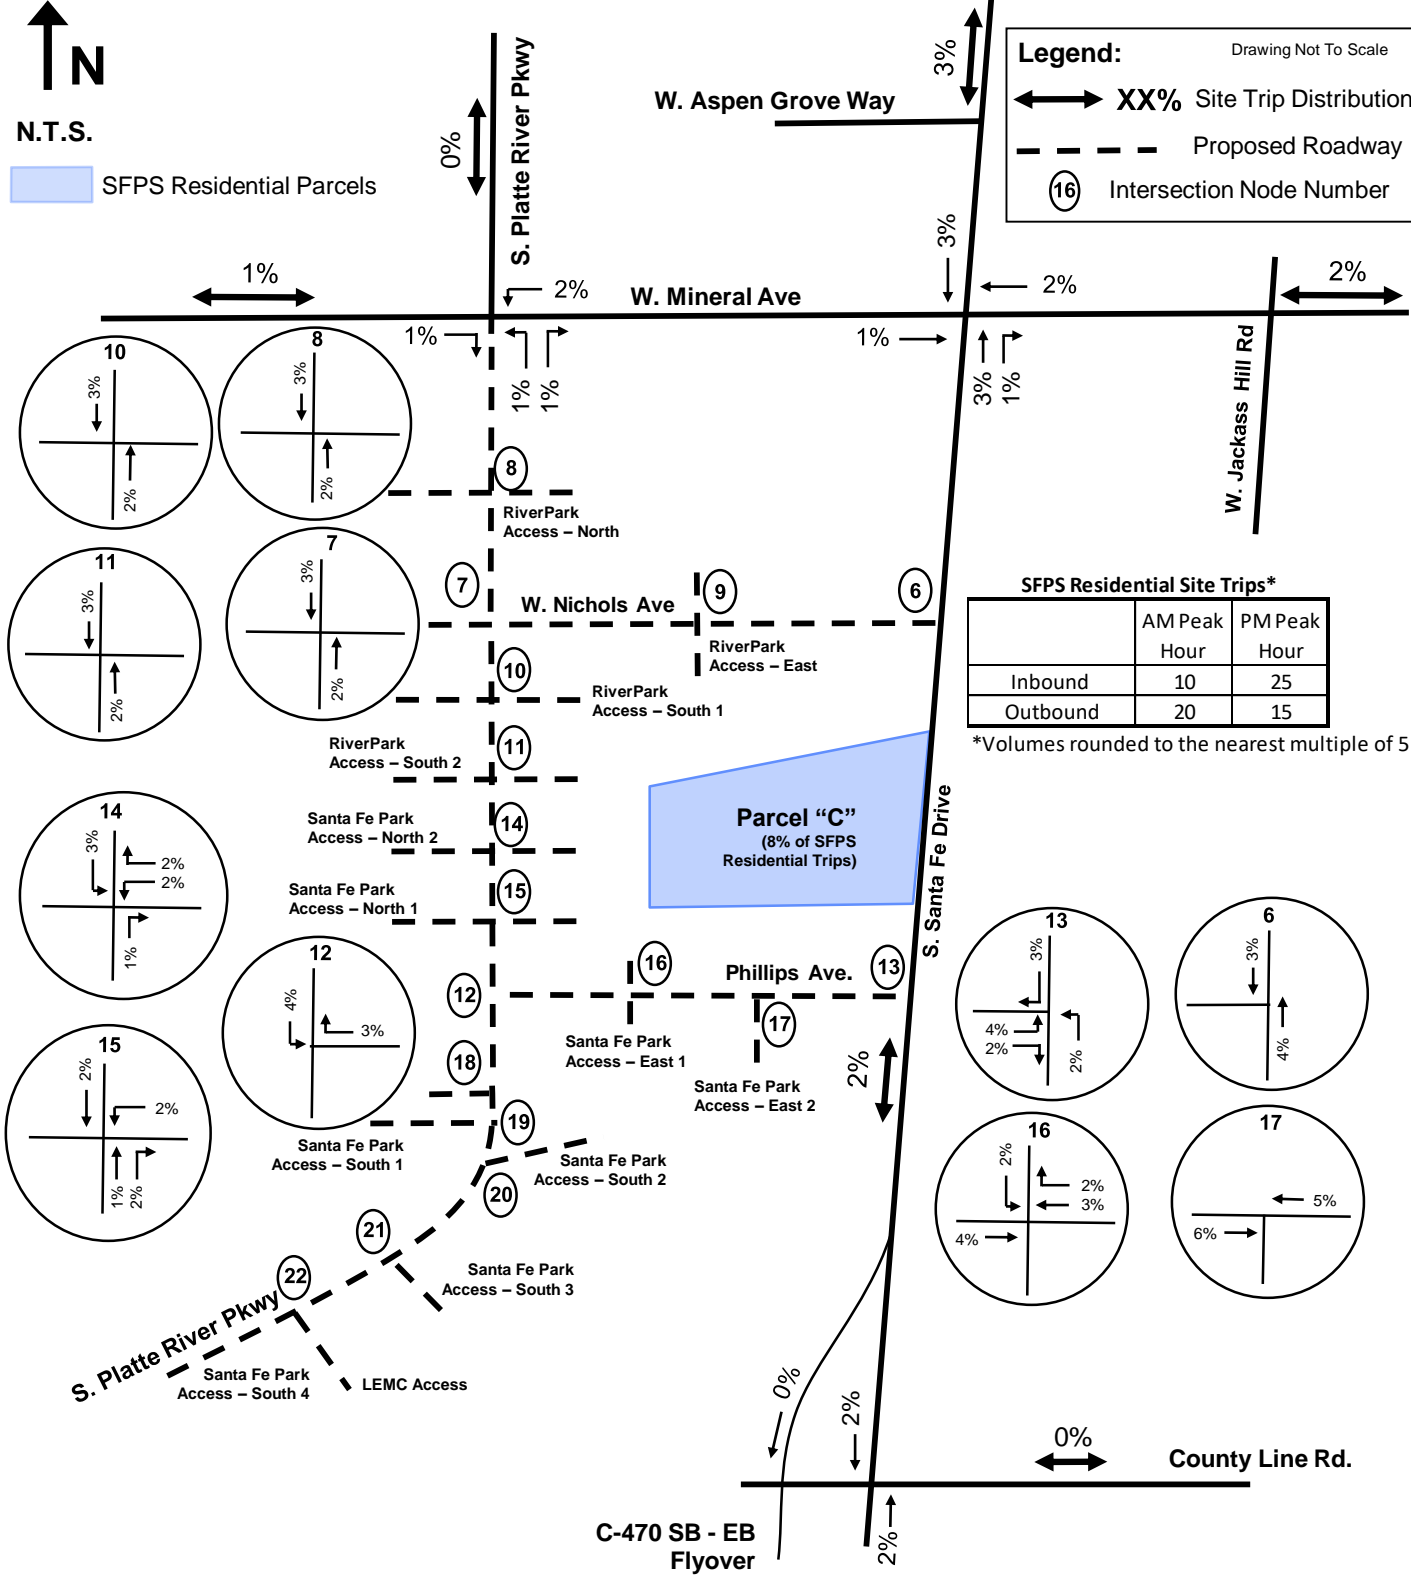 N
N.T.S.
SFPS Residential Parcels
0%
S. Platte River Pkwy
W. Aspen Grove Way
3%
Legend:
Drawing Not To Scale
XX% Site Trip Distribution
Proposed Roadway
16 Intersection Node Number
1%
2%
W. Mineral Ave
3%
2%
2%
1%
1%
1%
1%
3%
1%
W. Jackass Hill Rd
10
3%
2%
8
3%
2%
8
RiverPark
Access – North
11
3%
2%
7
3%
2%
7
W. Nichols Ave
9
6
RiverPark
Access – East
10
RiverPark
Access – South 1
SFPS Residential Site Trips*
AM Peak Hour
PM Peak Hour
Inbound 10 25
Outbound 20 15
*Volumes rounded to the nearest multiple of 5
RiverPark
Access – South 2
11
Parcel “C”
(8% of SFPS
Residential Trips)
S. Santa Fe Drive
14
3%
2%
2%
1%
Santa Fe Park
Access – North 2
14
Santa Fe Park
Access – North 1
15
12
4%
3%
12
16
Phillips Ave.
13
17
Santa Fe Park
Access – East 1
Santa Fe Park
Access – East 2
2%
13
3%
4%
2%
2%
6
3%
4%
15
2%
2%
1%
2%
18
19
Santa Fe Park
Access – South 1
Santa Fe Park
Access – South 2
20
16
2%
2%
3%
4%
17
5%
6%
21
Santa Fe Park
Access – South 3
22
S. Platte River Pkwy
Santa Fe Park
Access – South 4
LEMC Access
0%
2%
0%
County Line Rd.
C-470 SB - EB
Flyover
2%